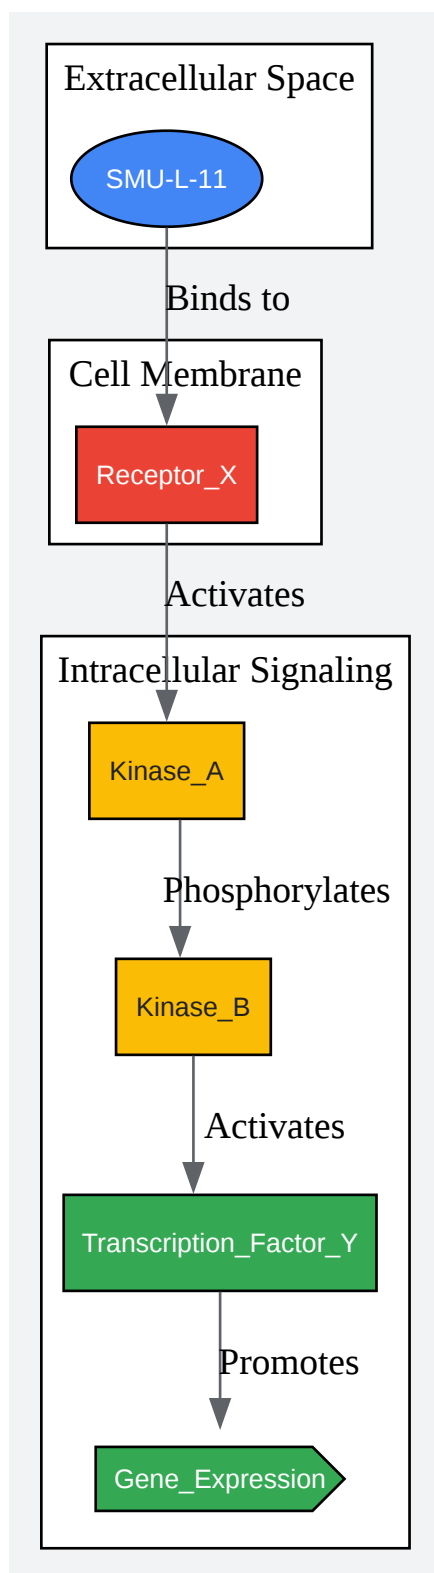 Extracellular Space
SMU-L-11
Binds to
Cell Membrane
Receptor_X
Activates
Intracellular Signaling
Kinase_A
Phosphorylates
Kinase_B
Activates
Transcription_Factor_Y
Promotes
Gene_Expression